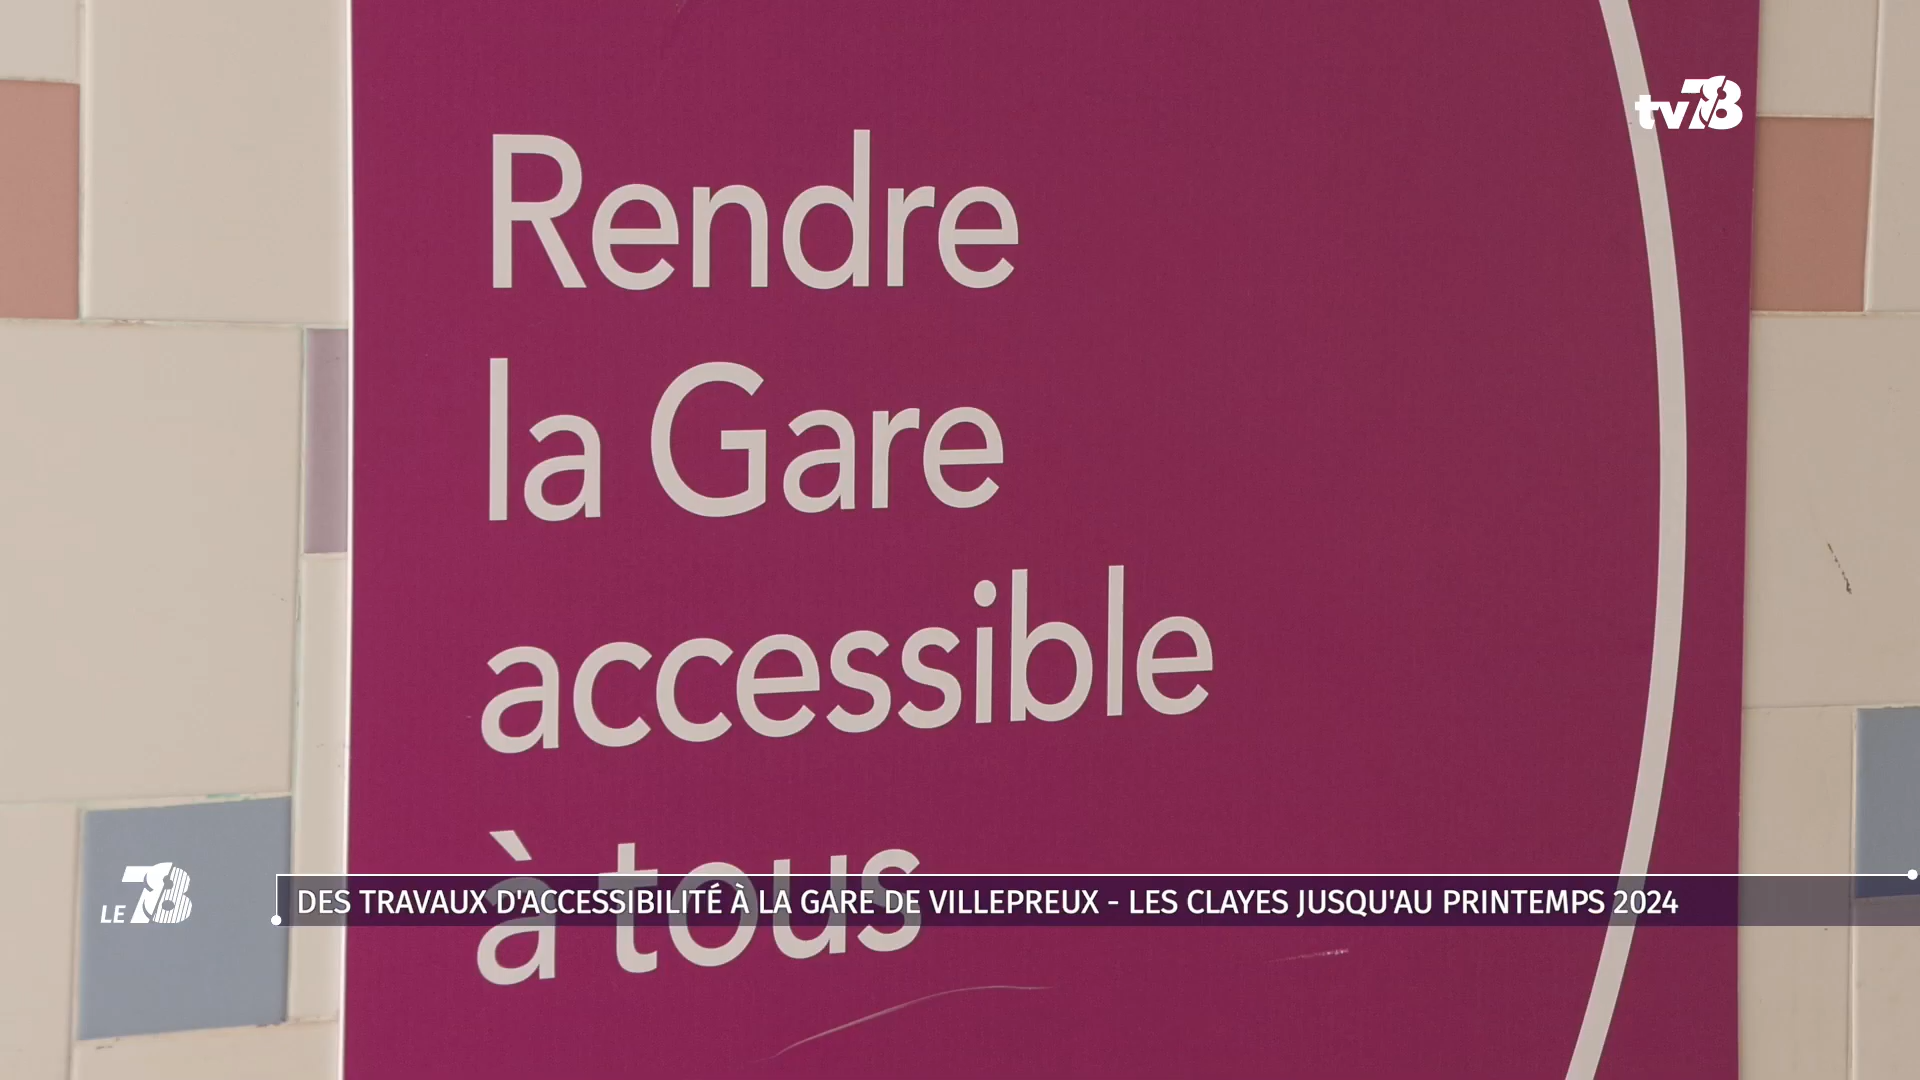 tv78
Rendre
la Gare
accessible
à tous
LE 78
DES TRAVAUX D'ACCESSIBILITÉ À LA GARE DE VILLEPREUX - LES CLAYES JUSQU'AU PRINTEMPS 2024